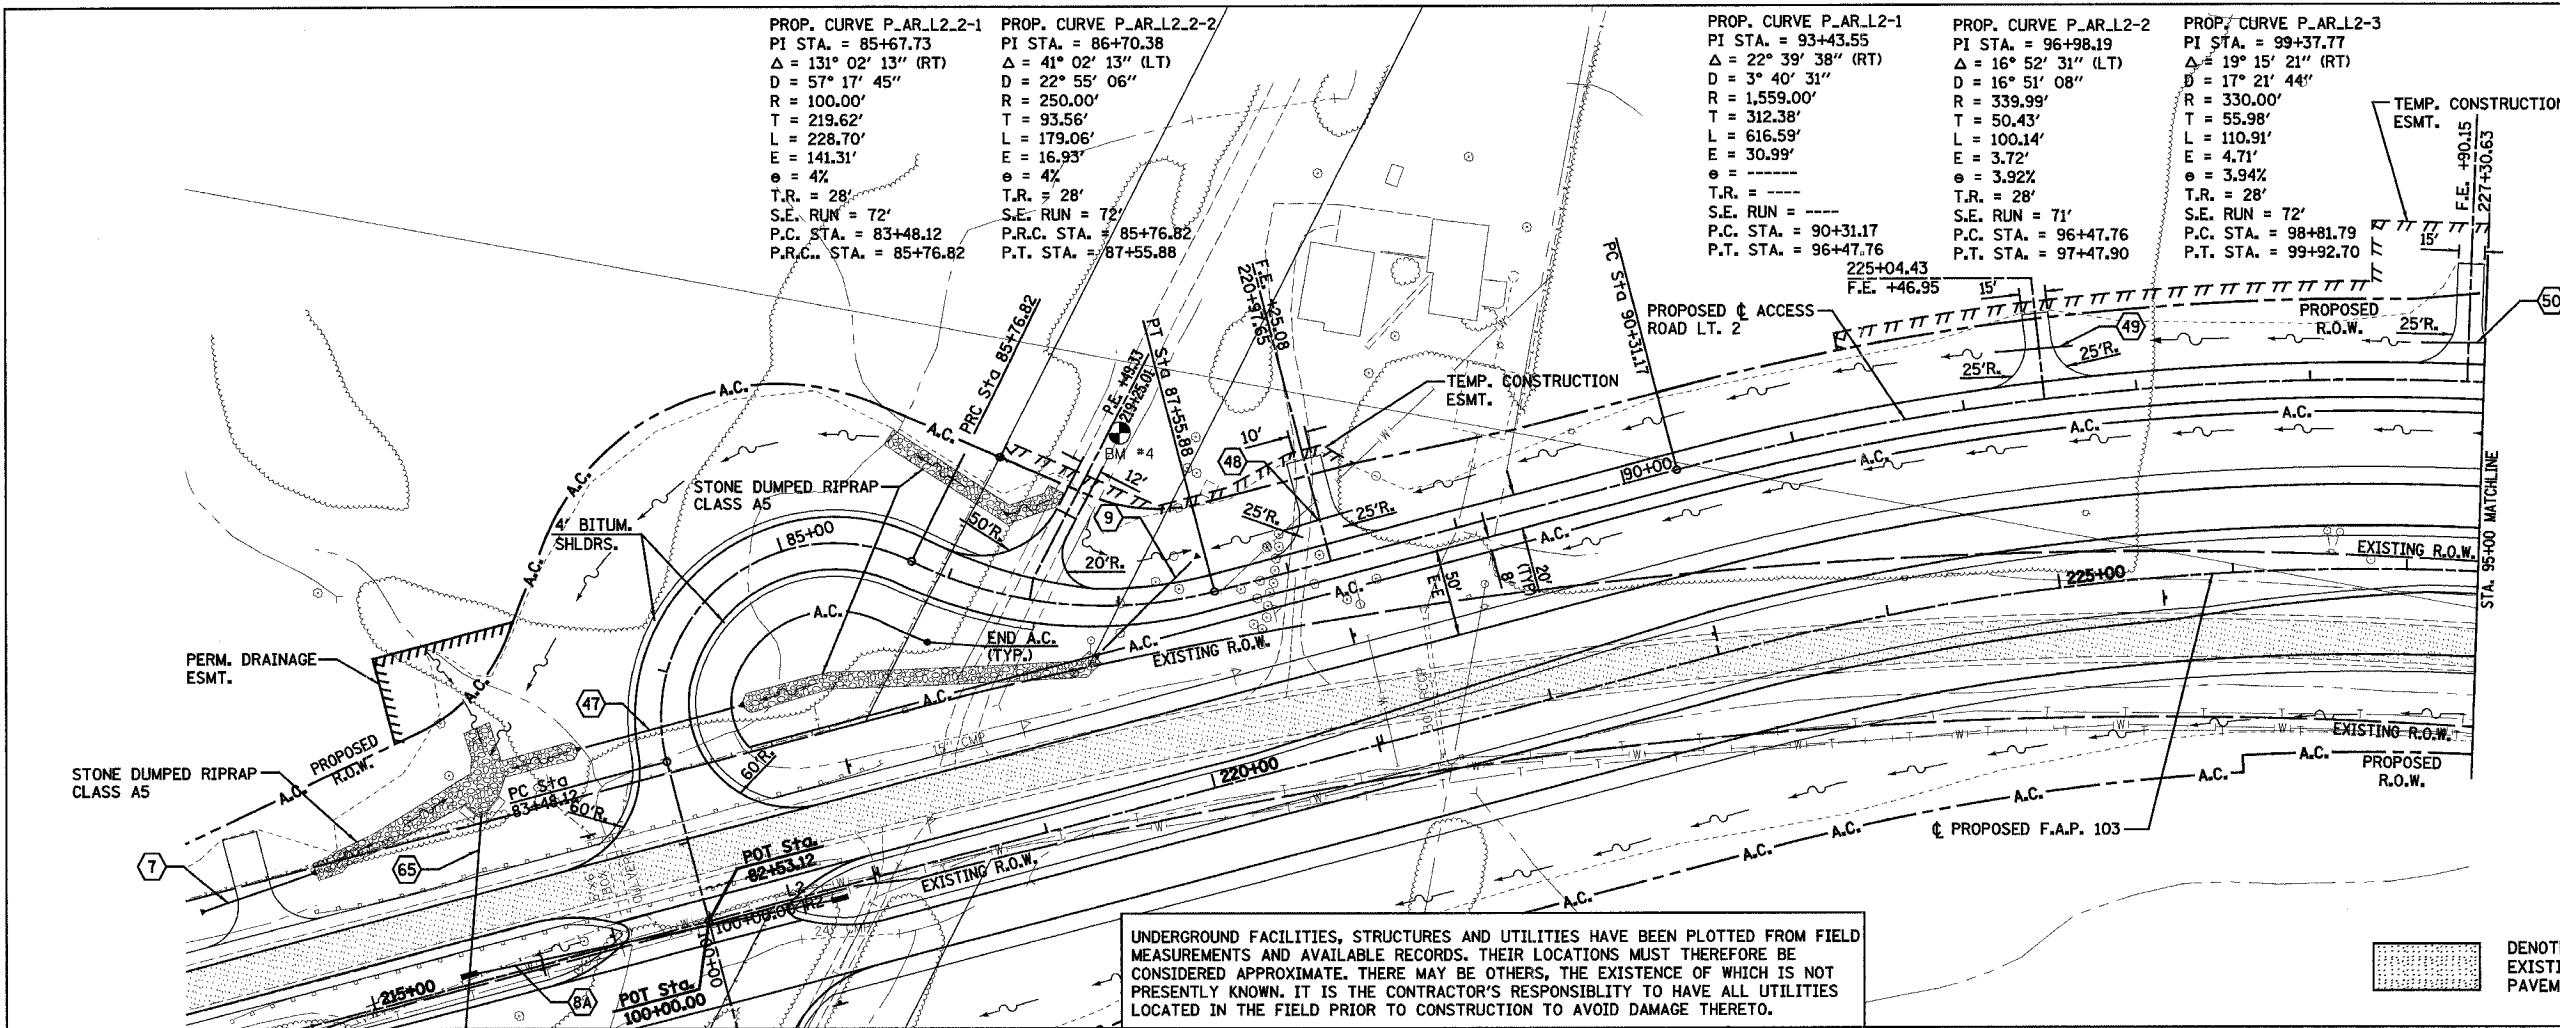 PROP. CURVE P_AR_L2_2-1
PI STA. = 85+67.73
Δ = 131° 02' 13" (RT)
D = 57° 17' 45"
R = 100.00'
T = 219.62'
L = 228.70'
E = 141.31'
e = 4%
T.R. = 28'
S.E. RUN = 72'
P.C. STA. = 83+48.12
P.R.C.. STA. = 85+76.82
PROP. CURVE P_AR_L2_2-2
PI STA. = 86+70.38
Δ = 41° 02' 13" (LT)
D = 22° 55' 06"
R = 250.00'
T = 93.56'
L = 179.06'
E = 16.93'
e = 4%
T.R. = 28'
S.E. RUN = 72'
P.R.C. STA. = 85+76.82
P.T. STA. = 87+55.88
PROP. CURVE P_AR_L2-1
PI STA. = 93+43.55
Δ = 22° 39' 38" (RT)
D = 3° 40' 31"
R = 1,559.00'
T = 312.38'
L = 616.59'
E = 30.99'
e = ------
T.R. = ----
S.E. RUN = ----
P.C. STA. = 90+31.17
P.T. STA. = 96+47.76
PROP. CURVE P_AR_L2-2
PI STA. = 96+98.19
Δ = 16° 52' 31" (LT)
D = 16° 51' 08"
R = 339.99'
T = 50.43'
L = 100.14'
E = 3.72'
e = 3.92%
T.R. = 28'
S.E. RUN = 71'
P.C. STA. = 96+47.76
P.T. STA. = 97+47.90
PROP. CURVE P_AR_L2-3
PI STA. = 99+37.77
Δ = 19° 15' 21" (RT)
D = 17° 21' 44"
R = 330.00'
T = 55.98'
L = 110.91'
E = 4.71'
e = 3.94%
T.R. = 28'
S.E. RUN = 72'
P.C. STA. = 98+81.79
P.T. STA. = 99+92.70
TEMP. CONSTRUCTION
ESMT.
F.E. +90.15
227+30.63
15'
225+04.43
F.E. +46.95
15'
PROPOSED ℄ ACCESS
ROAD LT. 2
PROPOSED
R.O.W.
50
49
25'R.
25'R.
25'R.
PC Sta 90+31.17
F.E. +25.08
220+97.65
PRC Sta 85+76.82
P.E. +49.33
219+25.01
PT Sta 87+55.88
BM #4
TEMP. CONSTRUCTION
ESMT.
10'
12'
48
9
25'R.
25'R.
20'R.
50'R.
90+00
A.C.
A.C.
A.C.
A.C.
A.C.
A.C.
A.C.
A.C.
A.C.
STONE DUMPED RIPRAP
CLASS A5
4' BITUM.
SHLDRS.
85+00
A.C.
END A.C.
(TYP.)
A.C.
A.C.
EXISTING R.O.W.
50'
E-E
8'
20'
(TYP)
225+00
EXISTING R.O.W.
STA. 95+00 MATCHLINE
PERM. DRAINAGE
ESMT.
A.C.
47
PROPOSED
R.O.W.
A.C.
STONE DUMPED RIPRAP
CLASS A5
PC Sta
83+48.12
60'R.
60'R.
15" CMP
220+00
7
65
POT Sta.
82+53.12
L2
100+00.00
EXISTING R.O.W.
24" CMP
100+00
215+00
8A
POT Sta.
100+00.00
EXISTING R.O.W.
A.C.
PROPOSED
R.O.W.
A.C.
A.C.
A.C.
A.C.
A.C.
℄ PROPOSED F.A.P. 103
UNDERGROUND FACILITIES, STRUCTURES AND UTILITIES HAVE BEEN PLOTTED FROM FIELD
MEASUREMENTS AND AVAILABLE RECORDS. THEIR LOCATIONS MUST THEREFORE BE
CONSIDERED APPROXIMATE. THERE MAY BE OTHERS, THE EXISTENCE OF WHICH IS NOT
PRESENTLY KNOWN. IT IS THE CONTRACTOR'S RESPONSIBLITY TO HAVE ALL UTILITIES
LOCATED IN THE FIELD PRIOR TO CONSTRUCTION TO AVOID DAMAGE THERETO.
DENOT
EXISTI
PAVEM